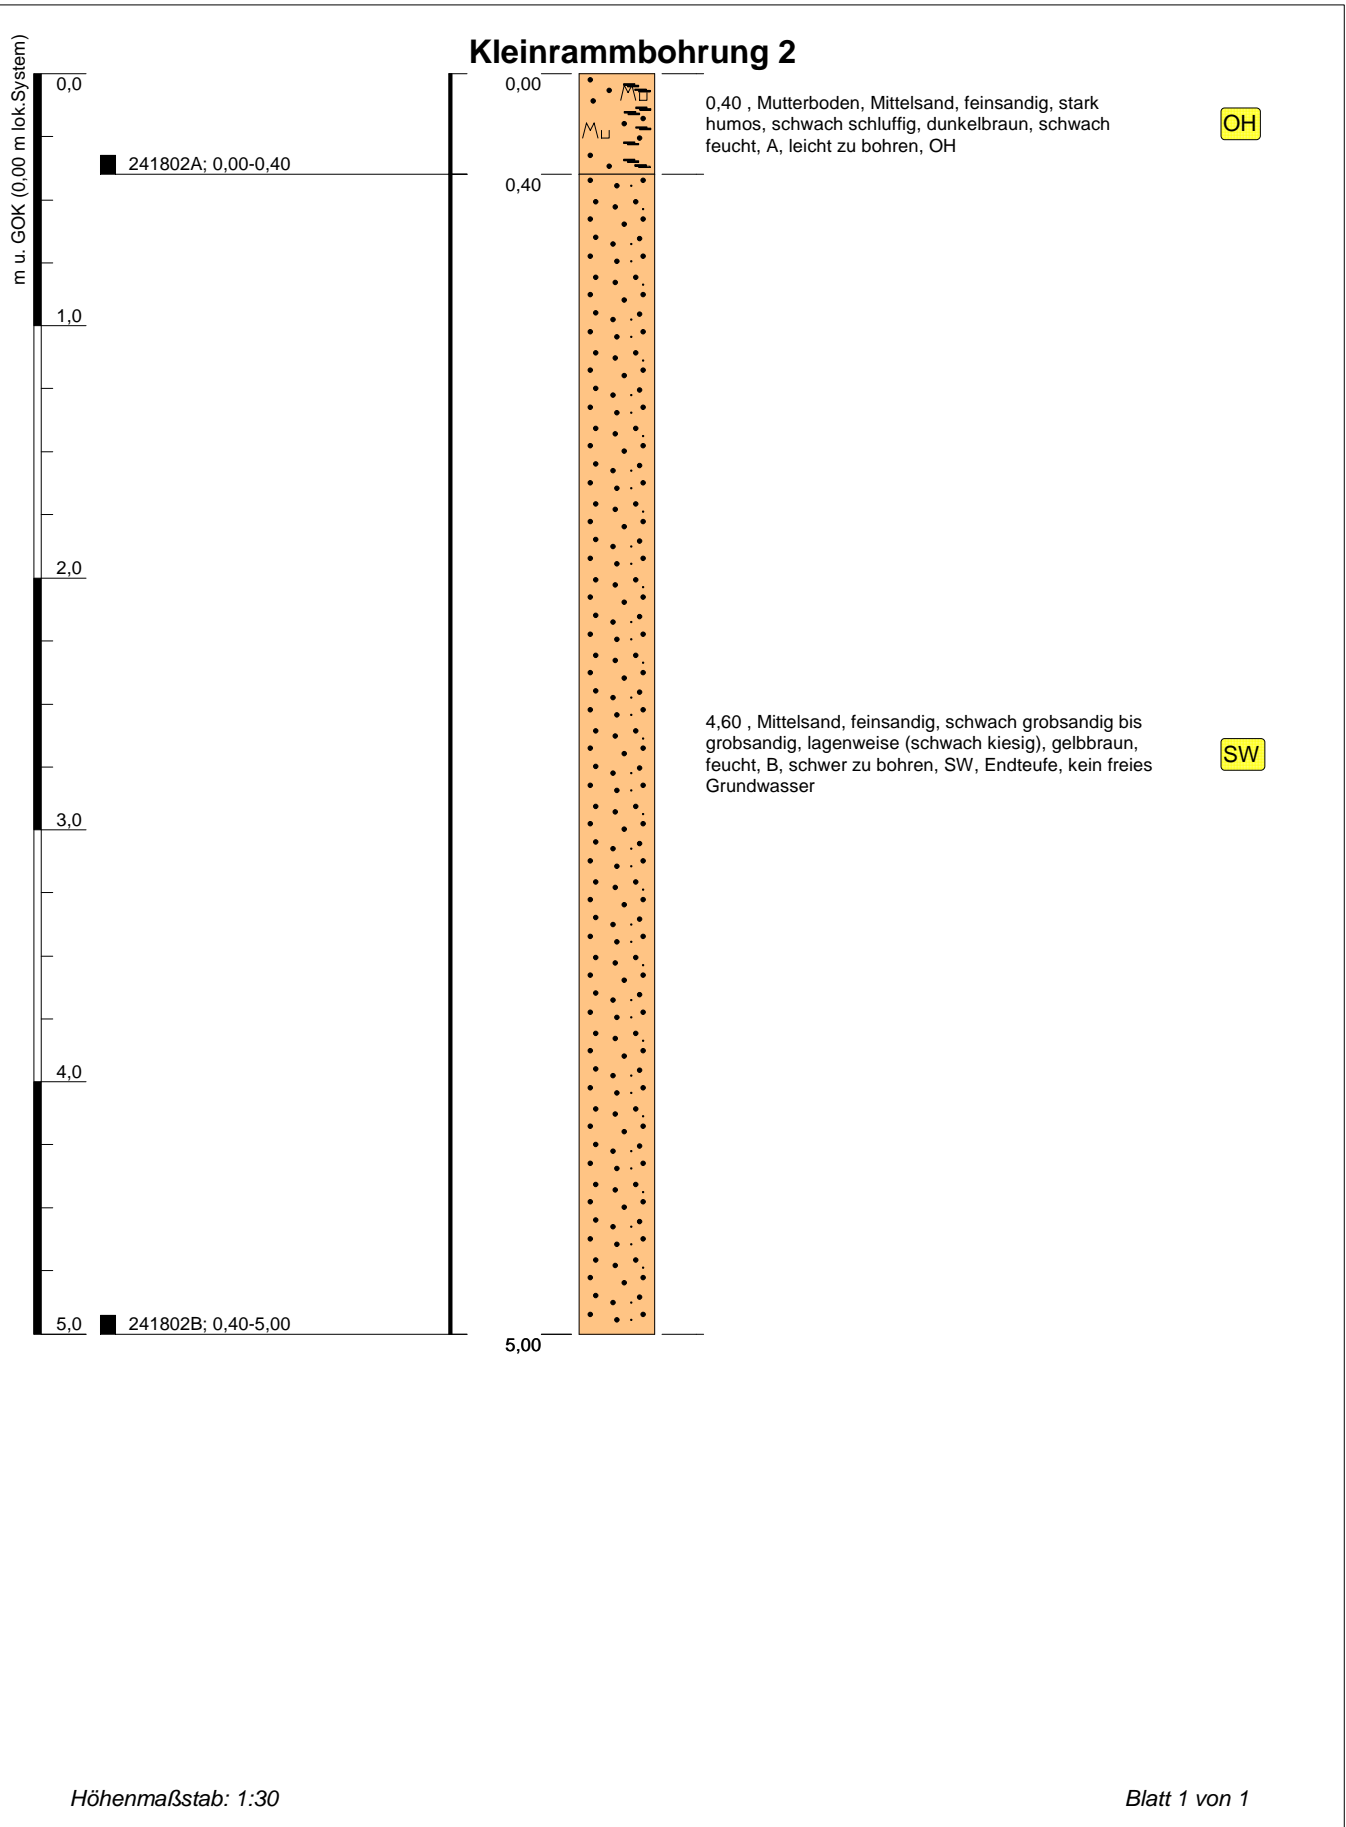 Kleinrammbohrung 2
m u. GOK (0,00 m lok.System)
0,0
0,00
Mu
0,40 , Mutterboden, Mittelsand, feinsandig, stark
humos, schwach schluffig, dunkelbraun, schwach
feucht, A, leicht zu bohren, OH
OH
Mu
241802A; 0,00-0,40
0,40
1,0
2,0
4,60 , Mittelsand, feinsandig, schwach grobsandig bis
grobsandig, lagenweise (schwach kiesig), gelbbraun,
feucht, B, schwer zu bohren, SW, Endteufe, kein freies
Grundwasser
SW
3,0
4,0
5,0
241802B; 0,40-5,00
5,00
Höhenmaßstab: 1:30
Blatt 1 von 1